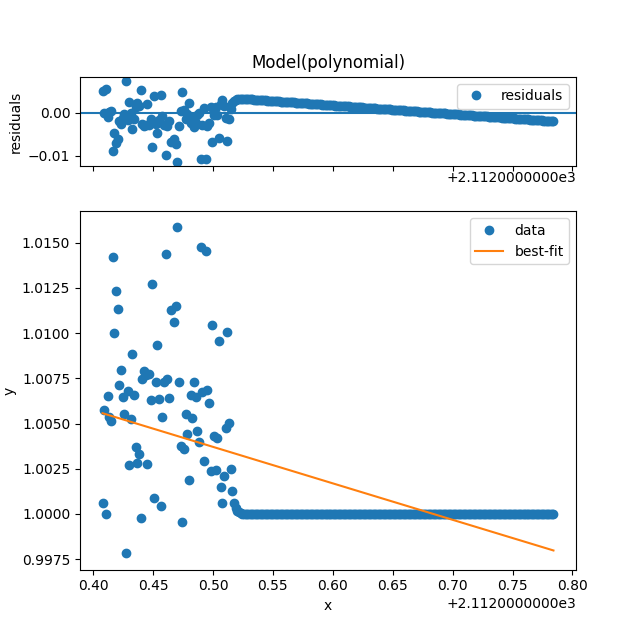 Model(polynomial)
residuals
0.00
−0.01
residuals
+2.1120000000e3
y
1.0150
1.0125
1.0100
1.0075
1.0050
1.0025
1.0000
0.9975
data
best-fit
0.40 0.45 0.50 0.55 0.60 0.65 0.70 0.75 0.80
x
+2.1120000000e3